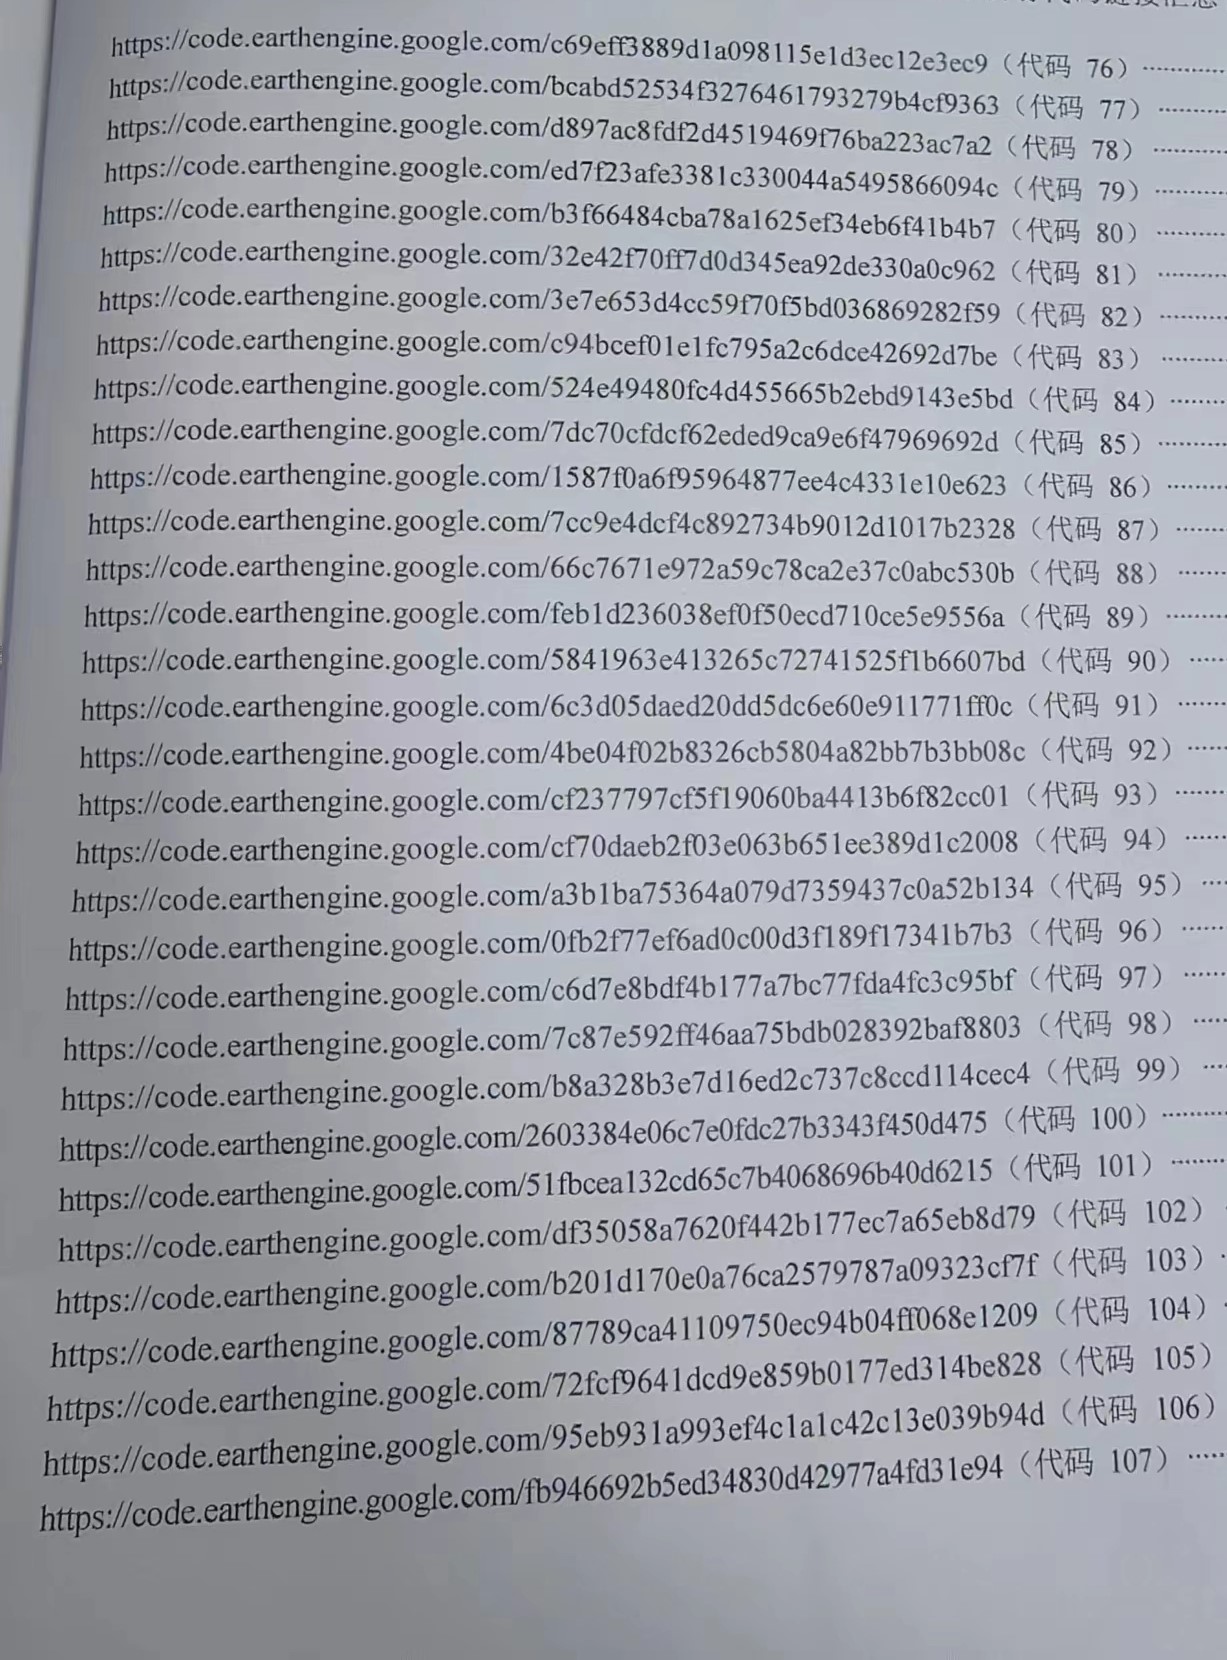 https://code.earthengine.google.com/c69eff3889d1a098115e1d3ec12e3ec9（代码 76）
https://code.earthengine.google.com/bcabd52534f3276461793279b4cf9363（代码 77）
https://code.earthengine.google.com/d897ac8fdf2d4519469f76ba223ac7a2（代码 78）
https://code.earthengine.google.com/ed7f23afe3381c330044a5495866094c（代码 79）
https://code.earthengine.google.com/b3f66484cba78a1625ef34eb6f41b4b7（代码 80）
https://code.earthengine.google.com/32e42f70ff7d0d345ea92de330a0c962（代码 81）
https://code.earthengine.google.com/3e7e653d4cc59f70f5bd036869282f59（代码 82）
https://code.earthengine.google.com/c94bcef01e1fc795a2c6dce42692d7be（代码 83）
https://code.earthengine.google.com/524e49480fc4d455665b2ebd9143e5bd（代码 84）
https://code.earthengine.google.com/7dc70cfdcf62eded9ca9e6f47969692d（代码 85）
https://code.earthengine.google.com/1587f0a6f95964877ee4c4331e10e623（代码 86）
https://code.earthengine.google.com/7cc9e4dcf4c892734b9012d1017b2328（代码 87）
https://code.earthengine.google.com/66c7671e972a59c78ca2e37c0abc530b（代码 88）
https://code.earthengine.google.com/feb1d236038ef0f50ecd710ce5e9556a（代码 89）
https://code.earthengine.google.com/5841963e413265c72741525f1b6607bd（代码 90）
https://code.earthengine.google.com/6c3d05daed20dd5dc6e60e911771ff0c（代码 91）
https://code.earthengine.google.com/4be04f02b8326cb5804a82bb7b3bb08c（代码 92）
https://code.earthengine.google.com/cf237797cf5f19060ba4413b6f82cc01（代码 93）
https://code.earthengine.google.com/cf70daeb2f03e063b651ee389d1c2008（代码 94）
https://code.earthengine.google.com/a3b1ba75364a079d7359437c0a52b134（代码 95）
https://code.earthengine.google.com/0fb2f77ef6ad0c00d3f189f17341b7b3（代码 96）
https://code.earthengine.google.com/c6d7e8bdf4b177a7bc77fda4fc3c95bf（代码 97）
https://code.earthengine.google.com/7c87e592ff46aa75bdb028392baf8803（代码 98）
https://code.earthengine.google.com/b8a328b3e7d16ed2c737c8ccd114cec4（代码 99）
https://code.earthengine.google.com/2603384e06c7e0fdc27b3343f450d475（代码 100）
https://code.earthengine.google.com/51fbcea132cd65c7b4068696b40d6215（代码 101）
https://code.earthengine.google.com/df35058a7620f442b177ec7a65eb8d79（代码 102）
https://code.earthengine.google.com/b201d170e0a76ca2579787a09323cf7f（代码 103）
https://code.earthengine.google.com/87789ca41109750ec94b04ff068e1209（代码 104）
https://code.earthengine.google.com/72fcf9641dcd9e859b0177ed314be828（代码 105）
https://code.earthengine.google.com/95eb931a993ef4c1a1c42c13e039b94d（代码 106）
https://code.earthengine.google.com/fb946692b5ed34830d42977a4fd31e94（代码 107）